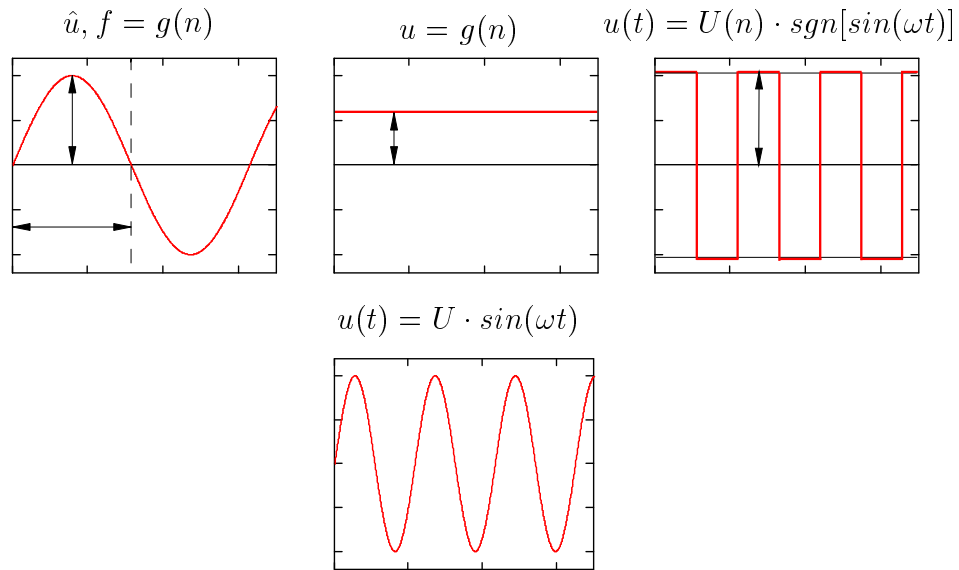 û, f = g(n)
u = g(n)
u(t) = U(n) · sgn[sin(ωt)]
u(t) = U · sin(ωt)